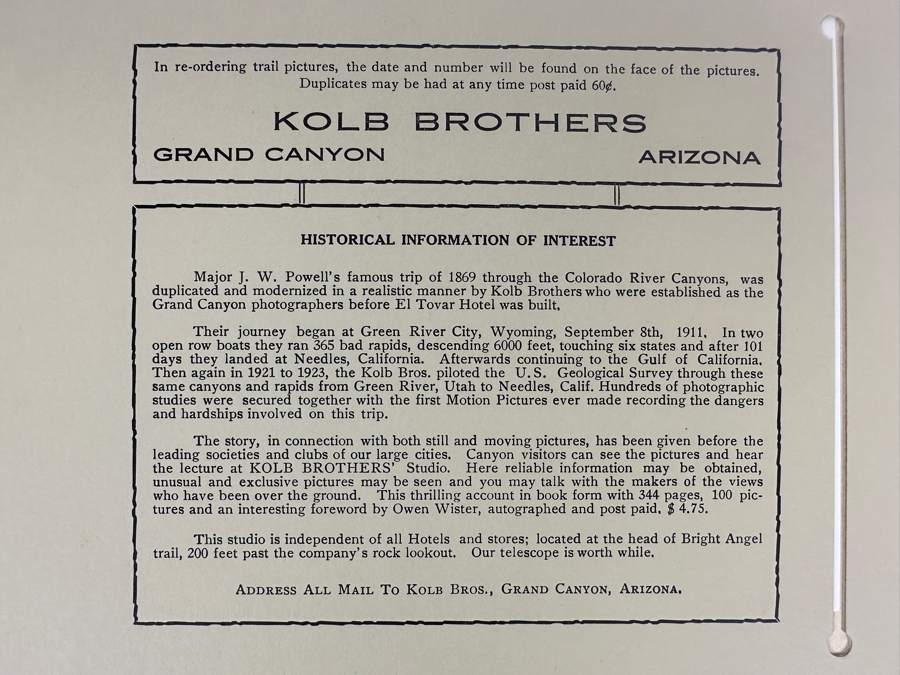 In re-ordering trail pictures, the date and number will be found on the face of the pictures.
Duplicates may be had at any time post paid 60¢.
KOLB BROTHERS
GRAND CANYON ARIZONA
HISTORICAL INFORMATION OF INTEREST
Major J. W. Powell's famous trip of 1869 through the Colorado River Canyons, was
duplicated and modernized in a realistic manner by Kolb Brothers who were established as the
Grand Canyon photographers before El Tovar Hotel was built.
Their journey began at Green River City, Wyoming, September 8th, 1911. In two
open row boats they ran 365 bad rapids, descending 6000 feet, touching six states and after 101
days they landed at Needles, California. Afterwards continuing to the Gulf of California.
Then again in 1921 to 1923, the Kolb Bros. piloted the U.S. Geological Survey through these
same canyons and rapids from Green River, Utah to Needles, Calif. Hundreds of photographic
studies were secured together with the first Motion Pictures ever made recording the dangers
and hardships involved on this trip.
The story, in connection with both still and moving pictures, has been given before the
leading societies and clubs of our large cities. Canyon visitors can see the pictures and hear
the lecture at KOLB BROTHERS' Studio. Here reliable information may be obtained,
unusual and exclusive pictures may be seen and you may talk with the makers of the views
who have been over the ground. This thrilling account in book form with 344 pages, 100 pic-
tures and an interesting foreword by Owen Wister, autographed and post paid, $ 4.75.
This studio is independent of all Hotels and stores; located at the head of Bright Angel
trail, 200 feet past the company's rock lookout. Our telescope is worth while.
ADDRESS ALL MAIL TO KOLB BROS., GRAND CANYON, ARIZONA.